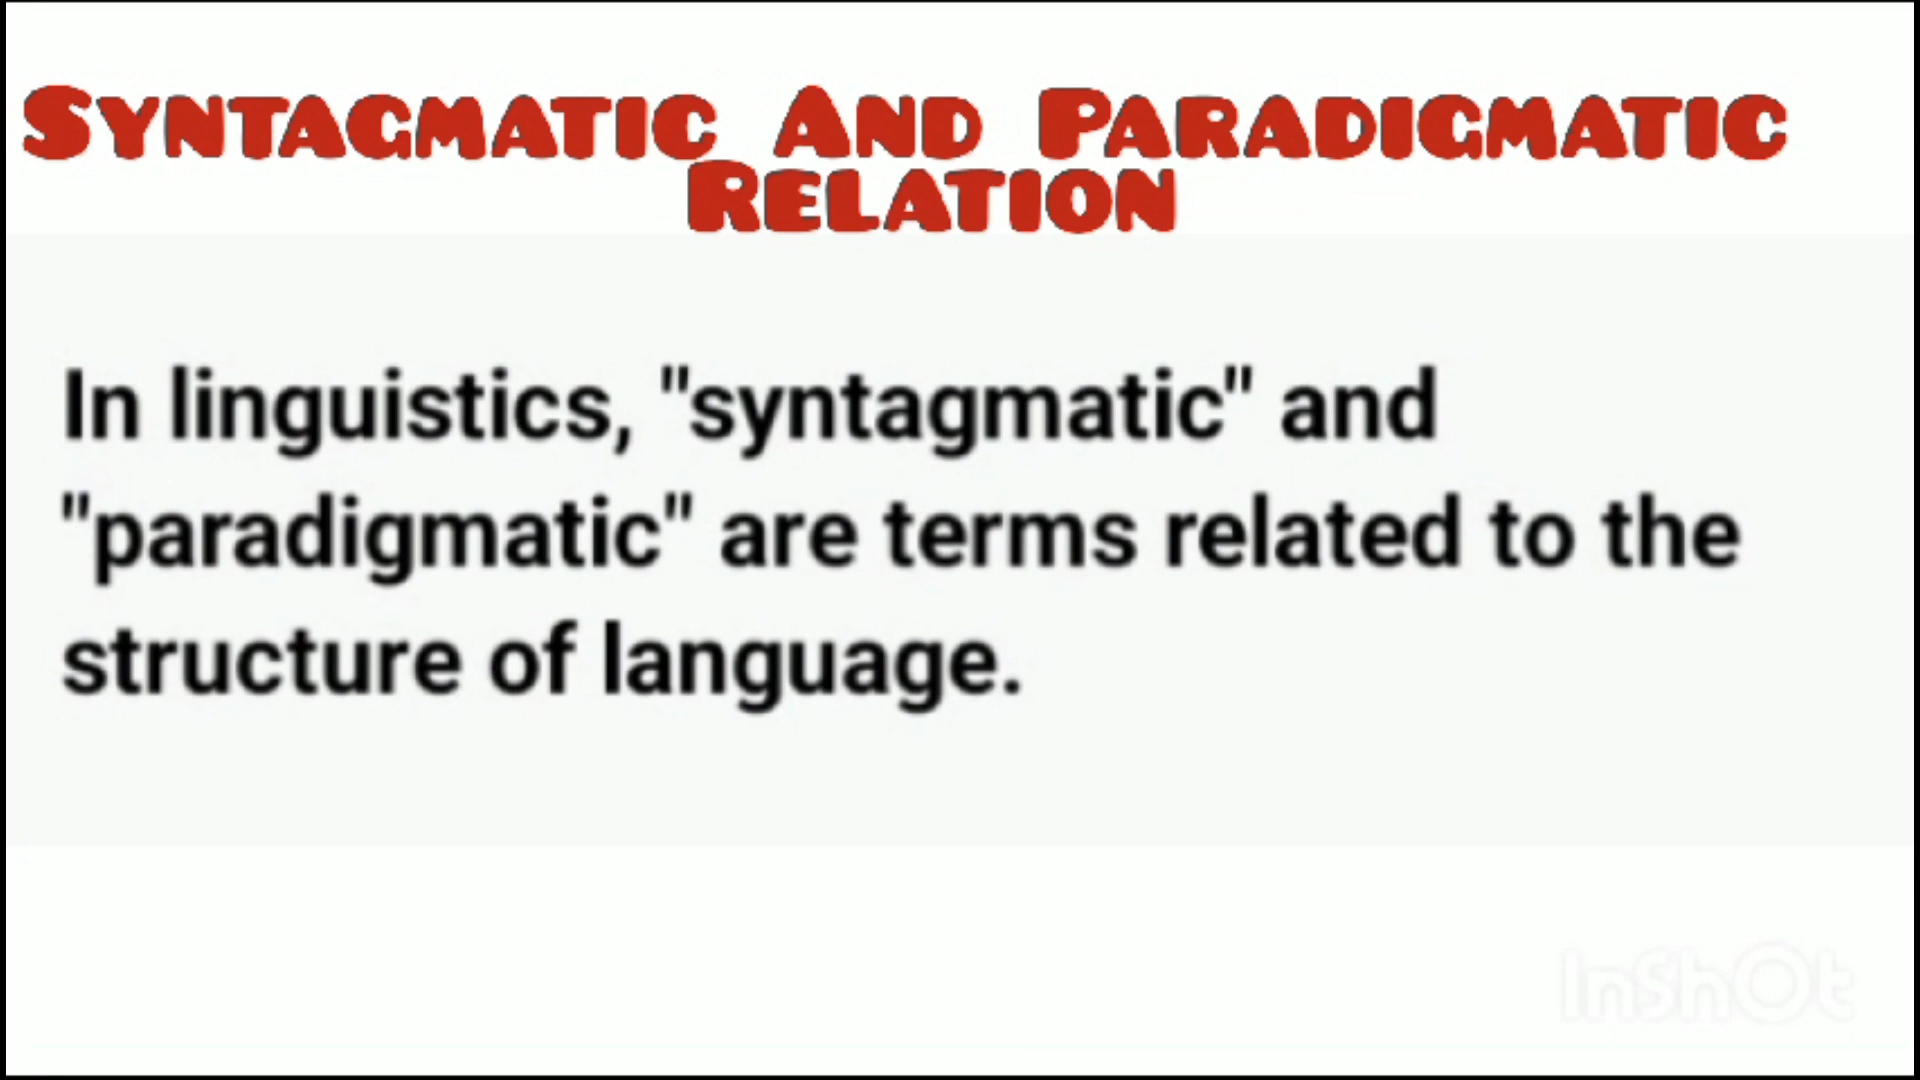 Syntagmatic And Paradigmatic
Relation
In linguistics, "syntagmatic" and
"paradigmatic" are terms related to the
structure of language.
InShOt